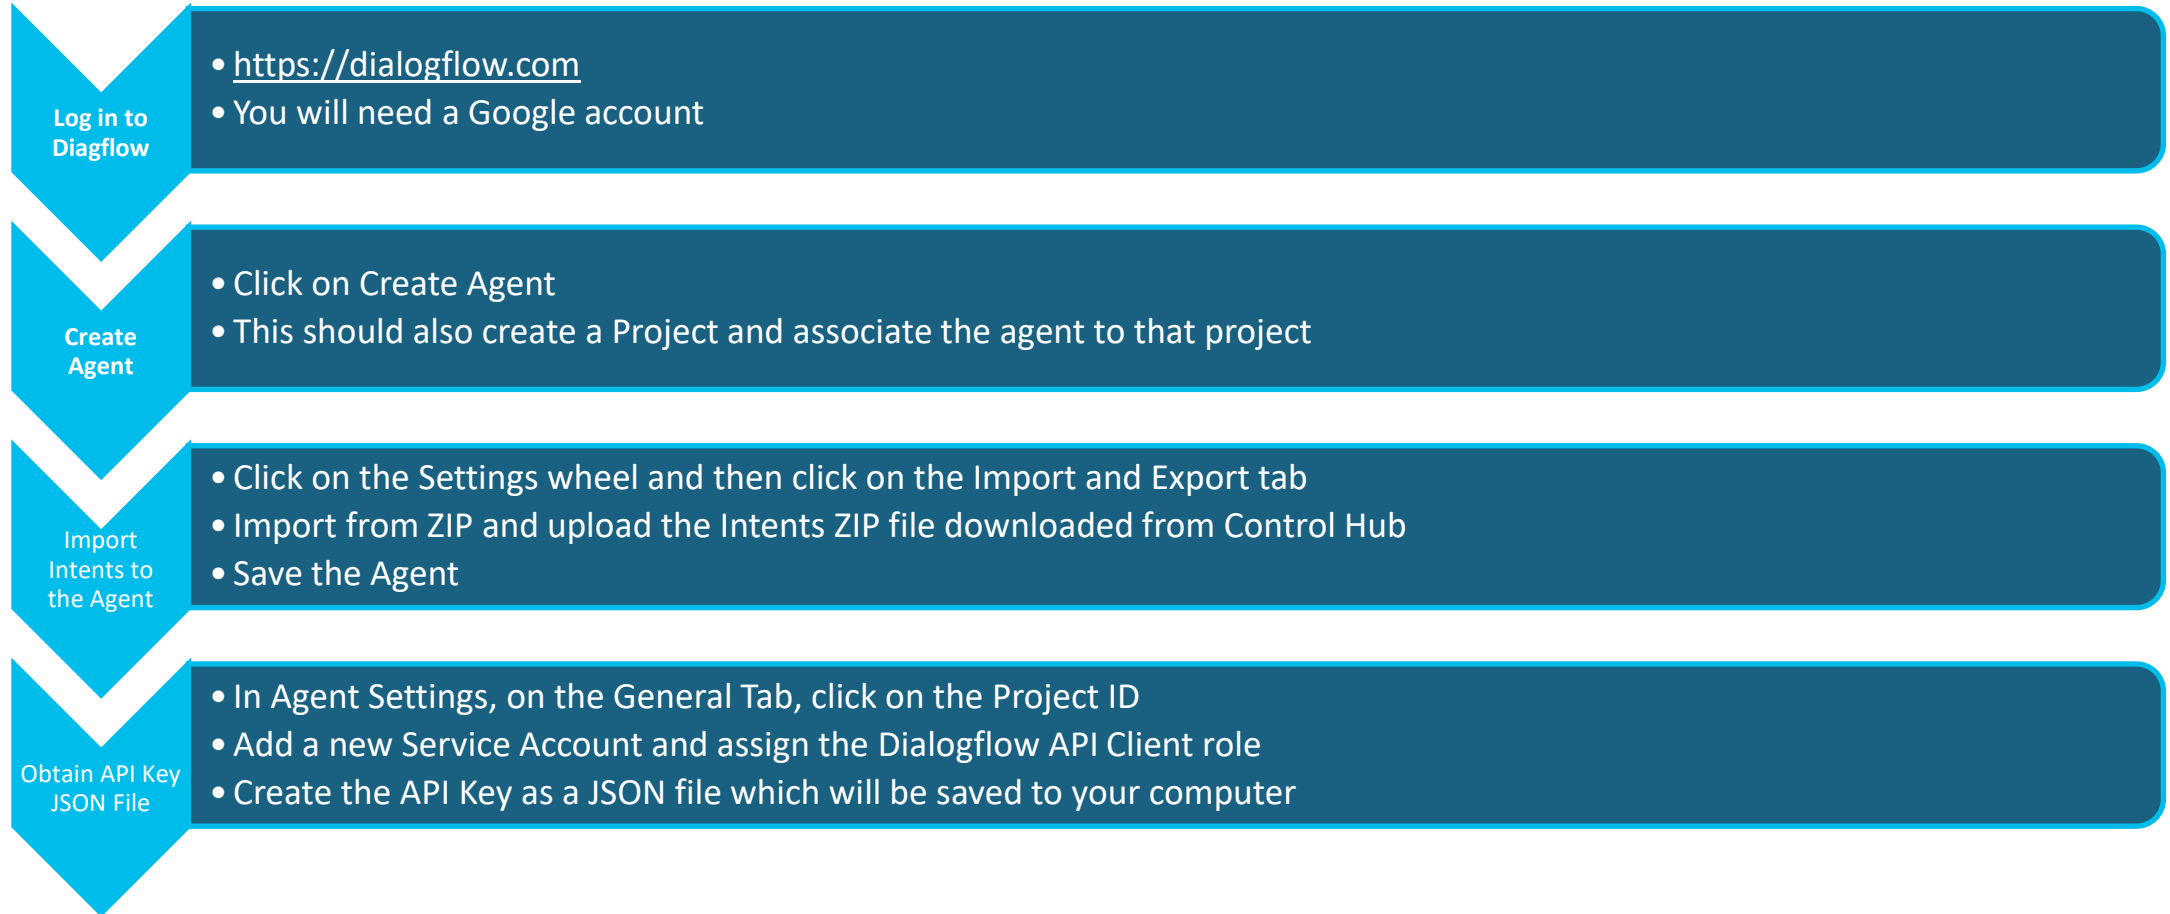 Log in to
Diagflow
• https://dialogflow.com
• You will need a Google account
Create
Agent
• Click on Create Agent
• This should also create a Project and associate the agent to that project
Import
Intents to
the Agent
• Click on the Settings wheel and then click on the Import and Export tab
• Import from ZIP and upload the Intents ZIP file downloaded from Control Hub
• Save the Agent
Obtain API Key
JSON File
• In Agent Settings, on the General Tab, click on the Project ID
• Add a new Service Account and assign the Dialogflow API Client role
• Create the API Key as a JSON file which will be saved to your computer